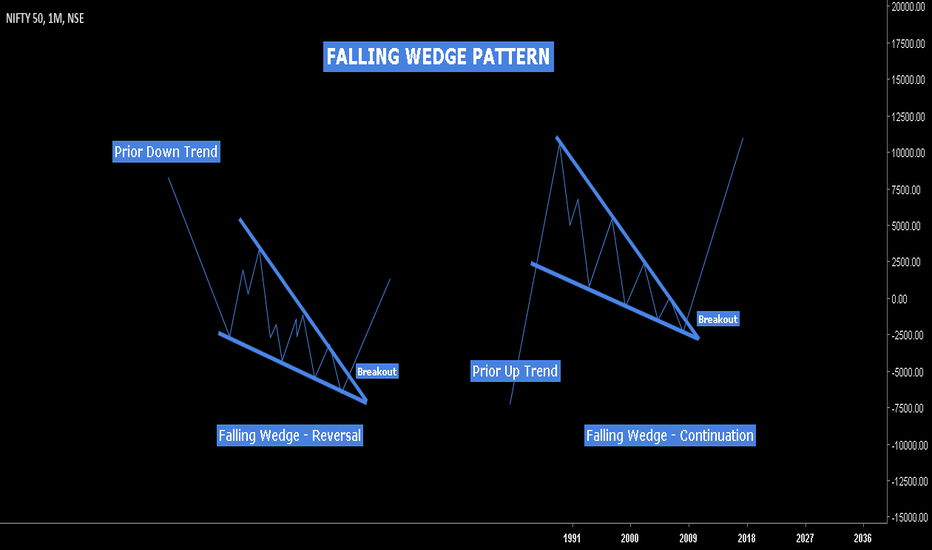 NIFTY 50, 1M, NSE
FALLING WEDGE PATTERN
Prior Down Trend
Breakout
Falling Wedge - Reversal
Prior Up Trend
Breakout
Falling Wedge - Continuation
20000.00
17500.00
15000.00
12500.00
10000.00
7500.00
5000.00
2500.00
0.00
-2500.00
-5000.00
-7500.00
-10000.00
-12500.00
-15000.00
1991 2000 2009 2018 2027 2036